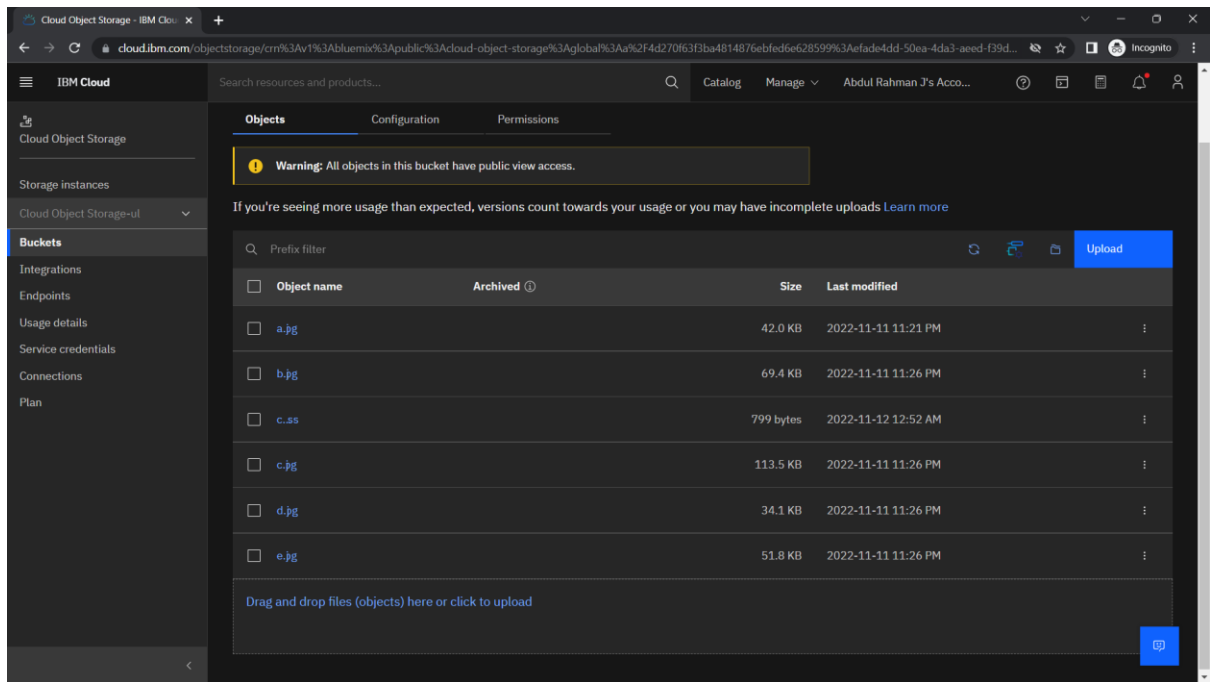 Cloud Object Storage - IBM Clou
cloud.ibm.com/objectstorage/crn%3Av1%3Abluemix%3Apublic%3Acloud-object-storage%3Aglobal%3Aa%2F4d270f63f3ba4814876ebfed6e628599%3Aefade4dd-50ea-4da3-aeed-f39d... Incognito
IBM Cloud Search resources and products... Catalog Manage Abdul Rahman J's Acco...
Cloud Object Storage
Storage instances
Cloud Object Storage-ul
Buckets
Integrations
Endpoints
Usage details
Service credentials
Connections
Plan
Objects Configuration Permissions
Warning: All objects in this bucket have public view access.
If you're seeing more usage than expected, versions count towards your usage or you may have incomplete uploads Learn more
Prefix filter Upload
Object name Archived Size Last modified
a.jpg 42.0 KB 2022-11-11 11:21 PM
b.jpg 69.4 KB 2022-11-11 11:26 PM
c..ss 799 bytes 2022-11-12 12:52 AM
c.jpg 113.5 KB 2022-11-11 11:26 PM
d.jpg 34.1 KB 2022-11-11 11:26 PM
e.jpg 51.8 KB 2022-11-11 11:26 PM
Drag and drop files (objects) here or click to upload